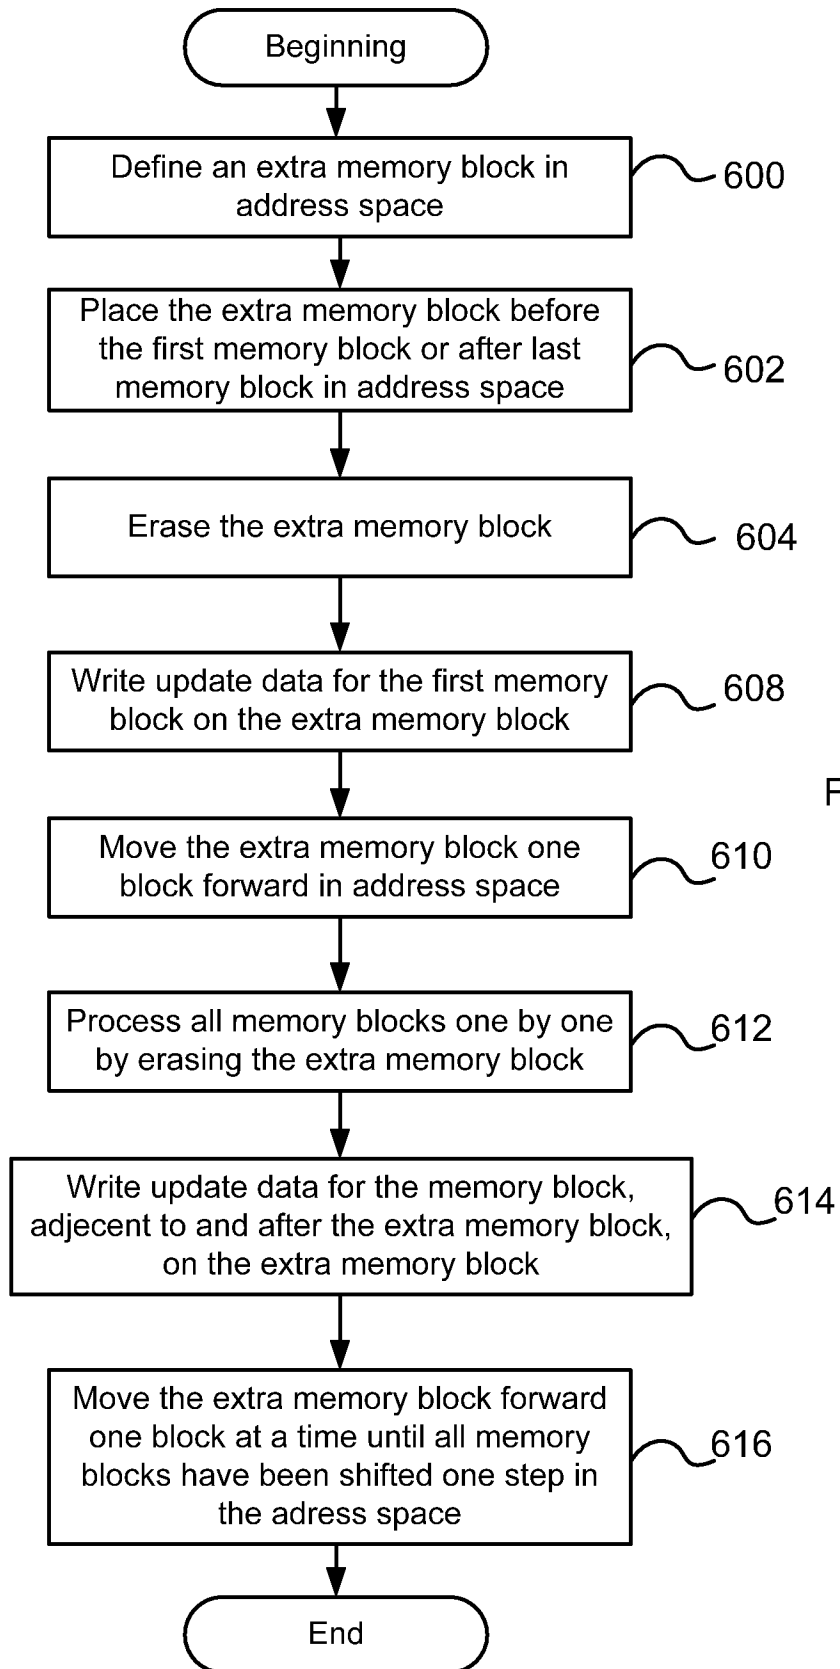 Beginning
Define an extra memory block in
address space
600
Place the extra memory block before
the first memory block or after last
memory block in address space
602
Erase the extra memory block
604
Write update data for the first memory
block on the extra memory block
608
F
Move the extra memory block one
block forward in address space
610
Process all memory blocks one by one
by erasing the extra memory block
612
Write update data for the memory block,
adjecent to and after the extra memory block,
on the extra memory block
614
Move the extra memory block forward
one block at a time until all memory
blocks have been shifted one step in
the adress space
616
End